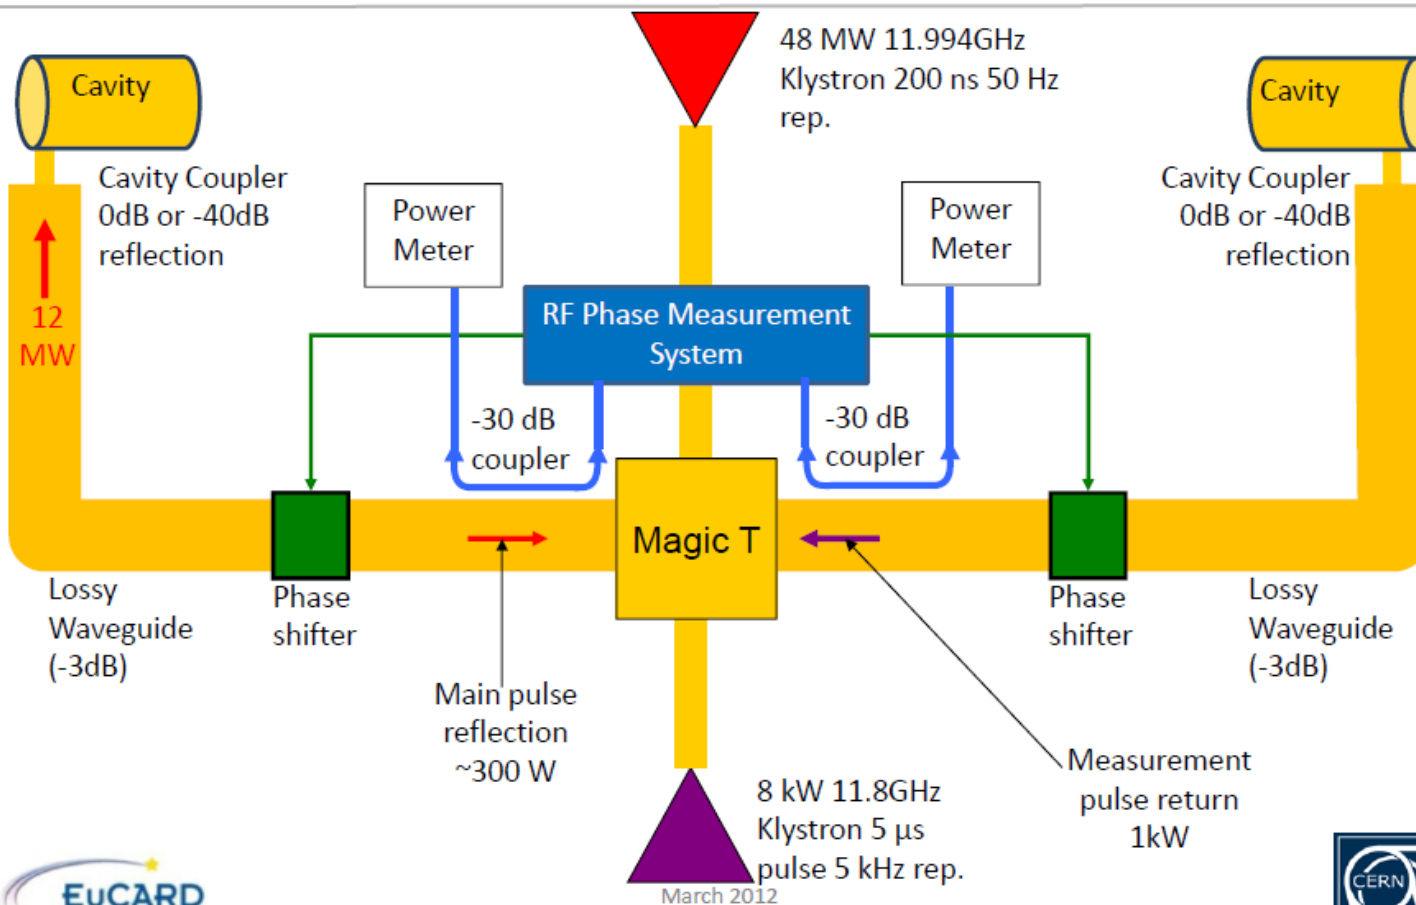 48 MW 11.994GHz
Klystron 200 ns 50 Hz
rep.
Cavity
Cavity
Cavity Coupler
0dB or -40dB
reflection
Power
Meter
Power
Meter
Cavity Coupler
0dB or -40dB
reflection
12
MW
RF Phase Measurement
System
-30 dB
coupler
-30 dB
coupler
Magic T
Lossy
Waveguide
(-3dB)
Phase
shifter
Phase
shifter
Lossy
Waveguide
(-3dB)
Main pulse
reflection
~300 W
Measurement
pulse return
1kW
8 kW 11.8GHz
Klystron 5 µs
pulse 5 kHz rep.
March 2012
EuCARD
CERN